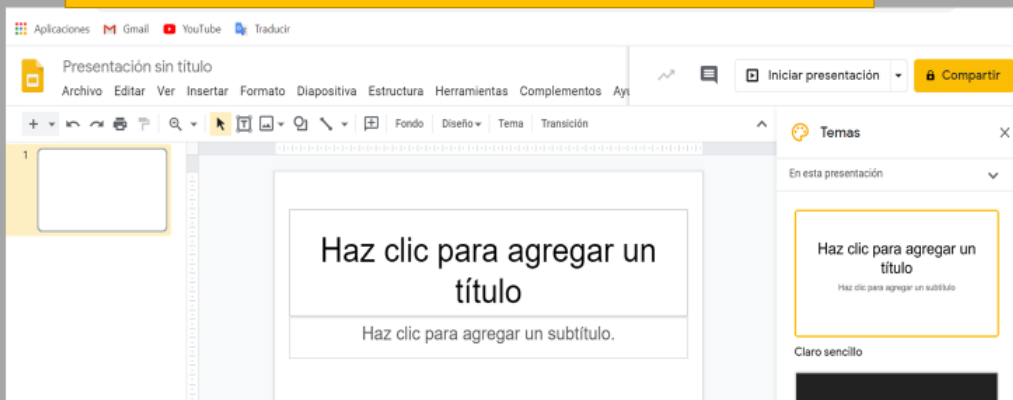 Aplicaciones Gmail YouTube Traducir
Presentación sin título
Archivo Editar Ver Insertar Formato Diapositiva Estructura Herramientas Complementos Ayu
Iniciar presentación Compartir
Fondo Diseño Tema Transición
Temas
En esta presentación
1
Haz clic para agregar un
título
Haz clic para agregar un subtítulo.
Haz clic para agregar un
título
Haz clic para agregar un subtítulo
Claro sencillo